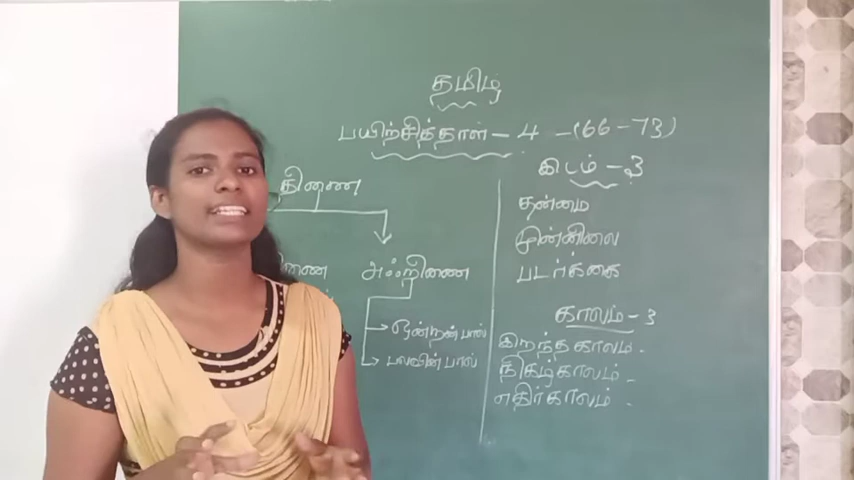 தமிழ்
பயிற்சித்தாள் - 4 - (66-73)
திணை
அஃறிணை
ஒன்றன் பால்
பலவின் பால்
இடம் - 3
தன்மை
முன்னிலை
படர்க்கை
காலம் - 3
இறந்த காலம்.
நிகழ்காலம்.
எதிர்காலம்.